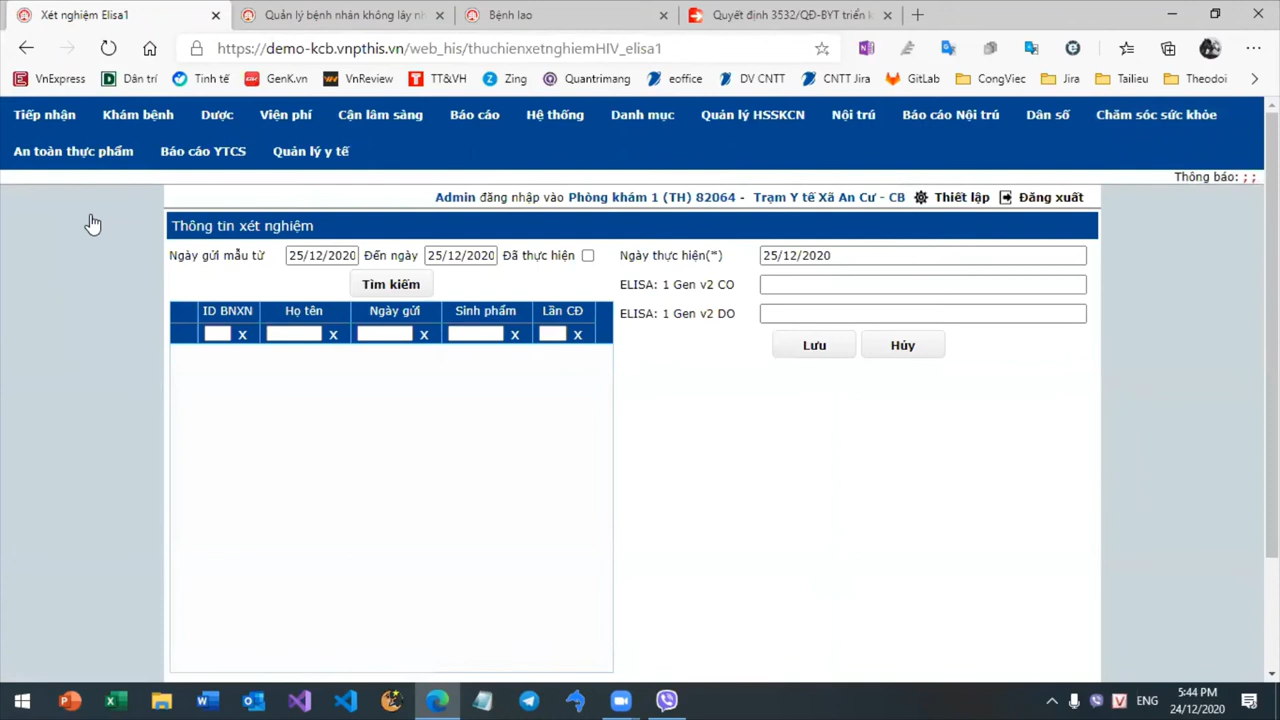 Xét nghiệm Elisa1
Quản lý bệnh nhân không lây nh
Bệnh lao
Quyết định 3532/QĐ-BYT triển k
https://demo-kcb.vnpthis.vn/web_his/thuchienxetnghiemHIV_elisa1
VnExpress Dân trí Tinh tế GenK.vn VnReview TT&VH Zing Quantrimang eoffice DV CNTT CNTT Jira GitLab CongViec Jira Tailieu Theodoi
Tiếp nhận Khám bệnh Dược Viện phí Cận lâm sàng Báo cáo Hệ thống Danh mục Quản lý HSSKCN Nội trú Báo cáo Nội trú Dân số Chăm sóc sức khỏe
An toàn thực phẩm Báo cáo YTCS Quản lý y tế
Thông báo: ; ;
Admin đăng nhập vào Phòng khám 1 (TH) 82064 - Trạm Y tế Xã An Cư - CB Thiết lập Đăng xuất
Thông tin xét nghiệm
Ngày gửi mẫu từ 25/12/2020 Đến ngày 25/12/2020 Đã thực hiện Ngày thực hiện(*) 25/12/2020
Tìm kiếm ELISA: 1 Gen v2 CO
ID BNXN Họ tên Ngày gửi Sinh phẩm Lần CĐ ELISA: 1 Gen v2 DO
x x x x x
Lưu Hủy
ENG
5:44 PM
24/12/2020